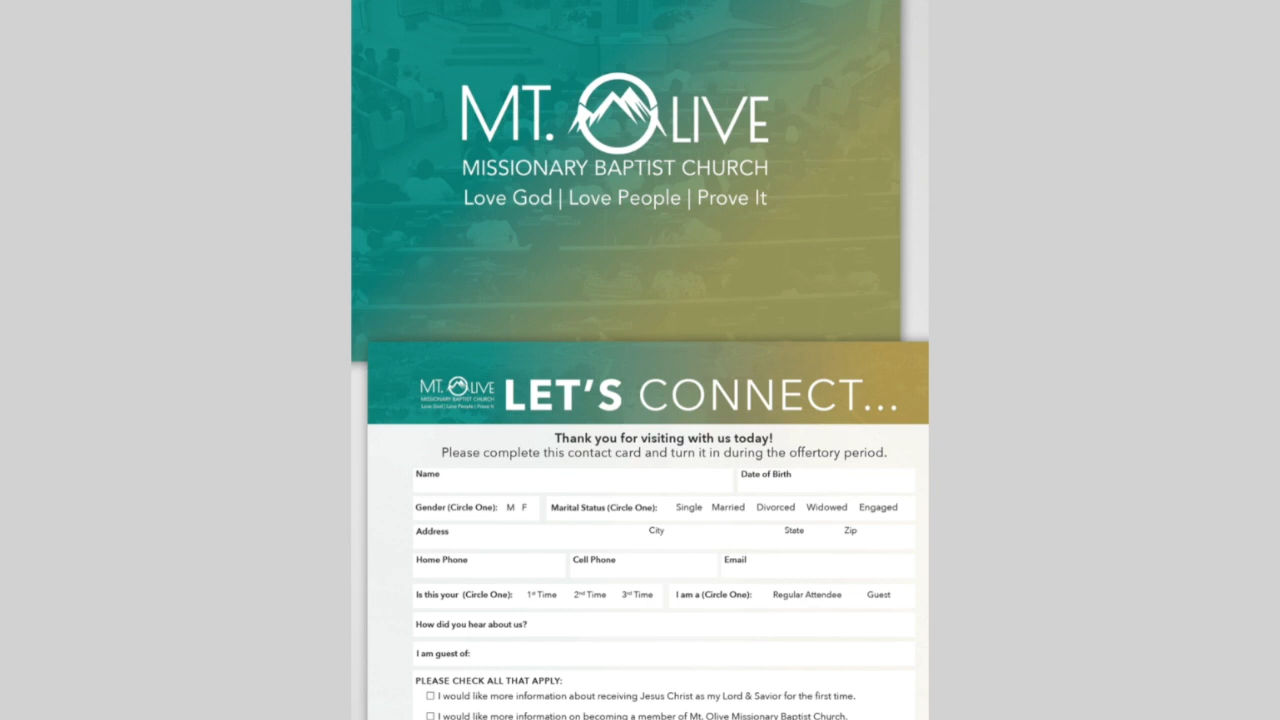 MT. OLIVE
MISSIONARY BAPTIST CHURCH
Love God | Love People | Prove It
MT. OLIVE
MISSIONARY BAPTIST CHURCH
Love God | Love People | Prove It
LET'S CONNECT...
Thank you for visiting with us today!
Please complete this contact card and turn it in during the offertory period.
Name Date of Birth
Gender (Circle One): M F Marital Status (Circle One): Single Married Divorced Widowed Engaged
Address City State Zip
Home Phone Cell Phone Email
Is this your (Circle One): 1st Time 2nd Time 3rd Time I am a (Circle One): Regular Attendee Guest
How did you hear about us?
I am guest of:
PLEASE CHECK ALL THAT APPLY:
☐ I would like more information about receiving Jesus Christ as my Lord & Savior for the first time.
☐ I would like more information on becoming a member of Mt. Olive Missionary Baptist Church.